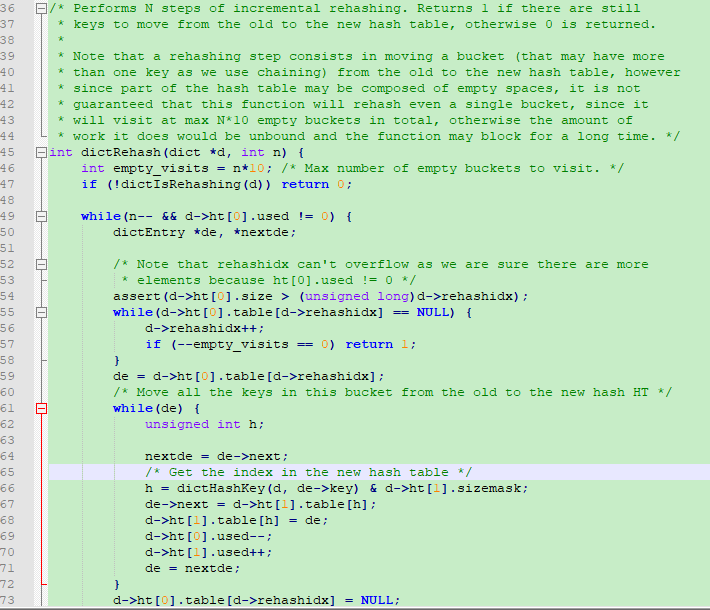 36 /* Performs N steps of incremental rehashing. Returns 1 if there are still
37  * keys to move from the old to the new hash table, otherwise 0 is returned.
38  *
39  * Note that a rehashing step consists in moving a bucket (that may have more
40  * than one key as we use chaining) from the old to the new hash table, however
41  * since part of the hash table may be composed of empty spaces, it is not
42  * guaranteed that this function will rehash even a single bucket, since it
43  * will visit at max N*10 empty buckets in total, otherwise the amount of
44  * work it does would be unbound and the function may block for a long time. */
45 int dictRehash(dict *d, int n) {
46     int empty_visits = n*10; /* Max number of empty buckets to visit. */
47     if (!dictIsRehashing(d)) return 0;
48
49     while(n-- && d->ht[0].used != 0) {
50         dictEntry *de, *nextde;
51
52         /* Note that rehashidx can't overflow as we are sure there are more
53          * elements because ht[0].used != 0 */
54         assert(d->ht[0].size > (unsigned long)d->rehashidx);
55         while(d->ht[0].table[d->rehashidx] == NULL) {
56             d->rehashidx++;
57             if (--empty_visits == 0) return 1;
58         }
59         de = d->ht[0].table[d->rehashidx];
60         /* Move all the keys in this bucket from the old to the new hash HT */
61         while(de) {
62             unsigned int h;
63
64             nextde = de->next;
65             /* Get the index in the new hash table */
66             h = dictHashKey(d, de->key) & d->ht[1].sizemask;
67             de->next = d->ht[1].table[h];
68             d->ht[1].table[h] = de;
69             d->ht[0].used--;
70             d->ht[1].used++;
71             de = nextde;
72         }
73         d->ht[0].table[d->rehashidx] = NULL;